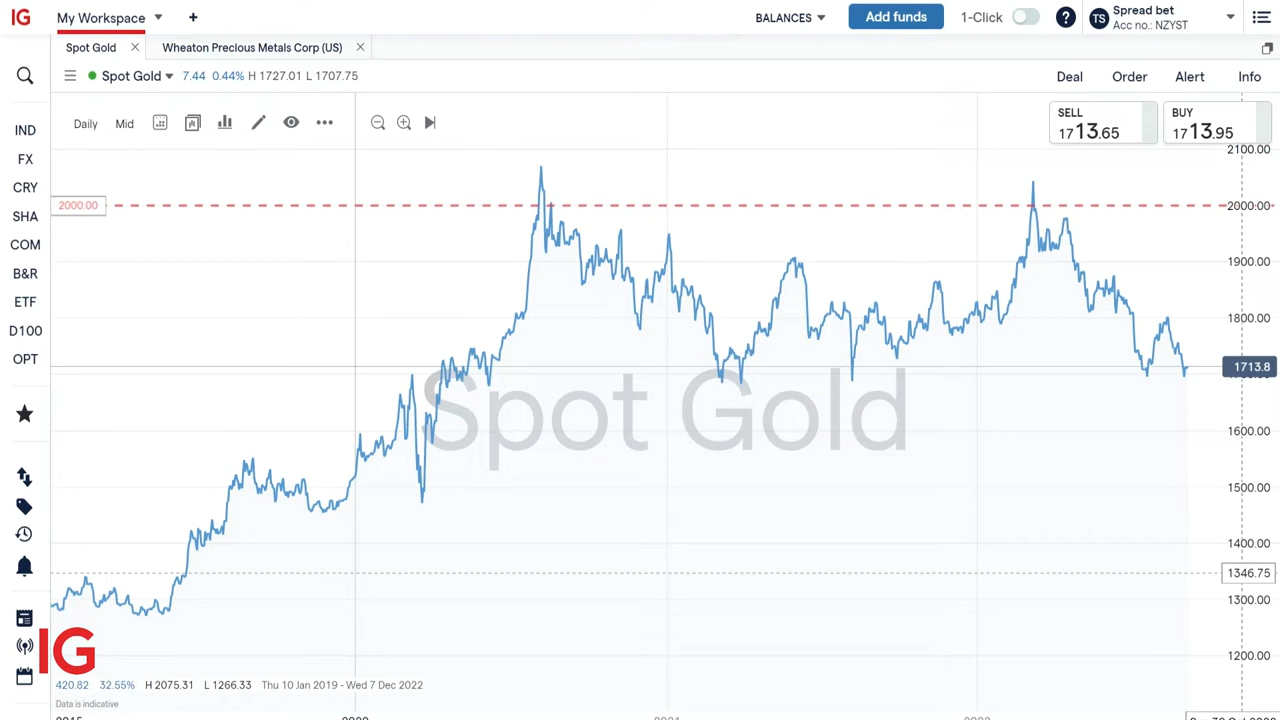 IG My Workspace + BALANCES Add funds 1-Click ? TS Spread bet
Acc no.: NZYST
Spot Gold × Wheaton Precious Metals Corp (US) ×
Spot Gold 7.44 0.44% H 1727.01 L 1707.75 Deal Order Alert Info
Daily Mid
SELL
1713.65
BUY
1713.95
IND
FX
CRY
SHA
COM
B&R
ETF
D100
OPT
2000.00
2100.00
2000.00
1900.00
1800.00
1713.8
1600.00
1500.00
1400.00
1346.75
1300.00
1200.00
Spot Gold
IG
420.82 32.55% H 2075.31 L 1266.33 Thu 10 Jan 2019 - Wed 7 Dec 2022
Data is indicative
2021